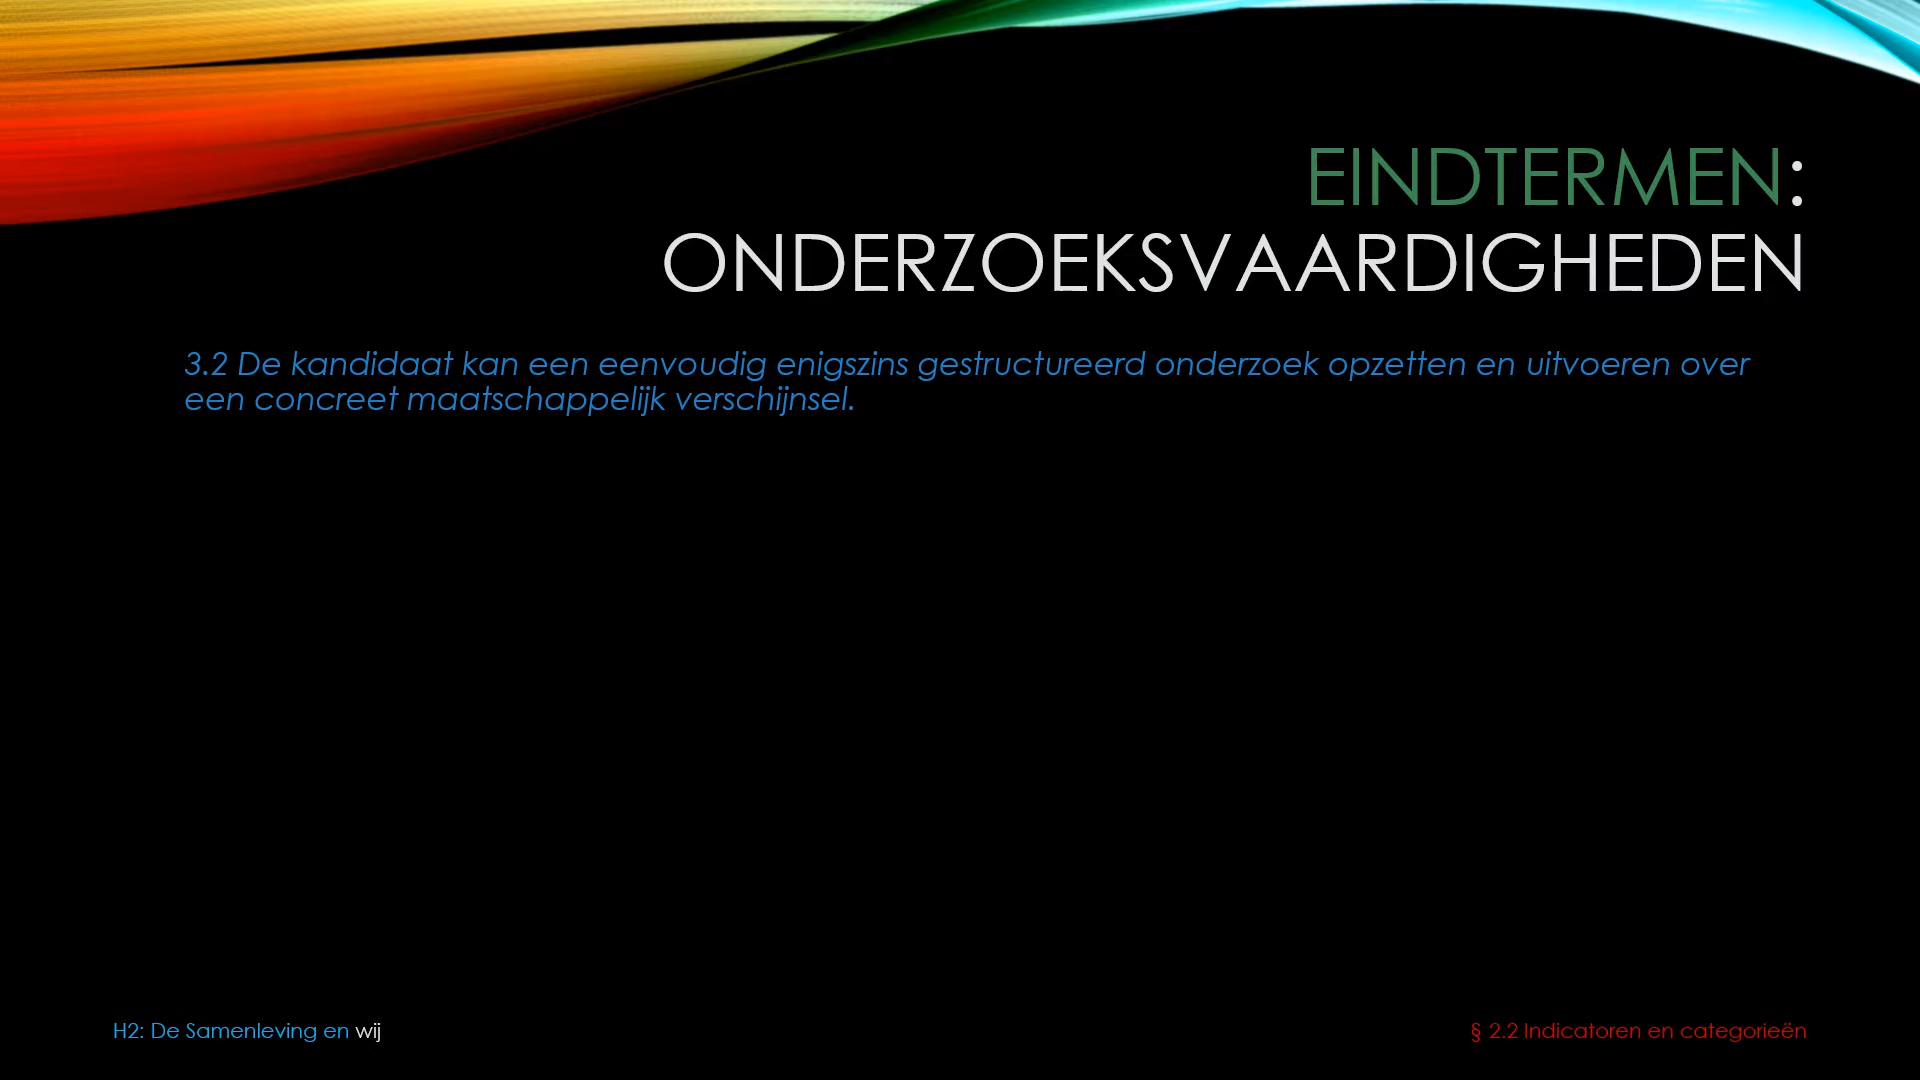 EINDTERMEN:
ONDERZOEKSVAARDIGHEDEN
3.2 De kandidaat kan een eenvoudig enigszins gestructureerd onderzoek opzetten en uitvoeren over
een concreet maatschappelijk verschijnsel.
H2: De Samenleving en wij
§ 2.2 Indicatoren en categorieën